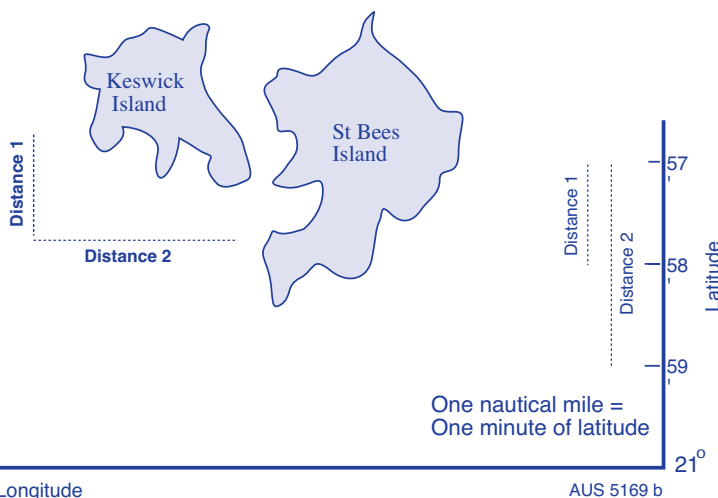 Keswick
Island
St Bees
Island
Distance 1
Distance 2
57
Distance 1
58
Distance 2
Latitude
59
One nautical mile =
One minute of latitude
21°
Longitude
AUS 5169 b